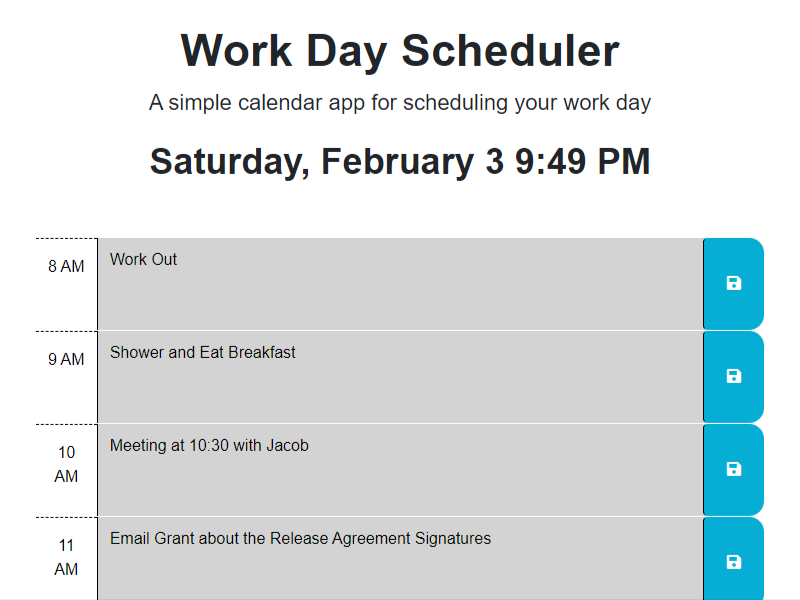 Work Day Scheduler
A simple calendar app for scheduling your work day
Saturday, February 3 9:49 PM
8 AM
Work Out
9 AM
Shower and Eat Breakfast
10
AM
Meeting at 10:30 with Jacob
11
AM
Email Grant about the Release Agreement Signatures